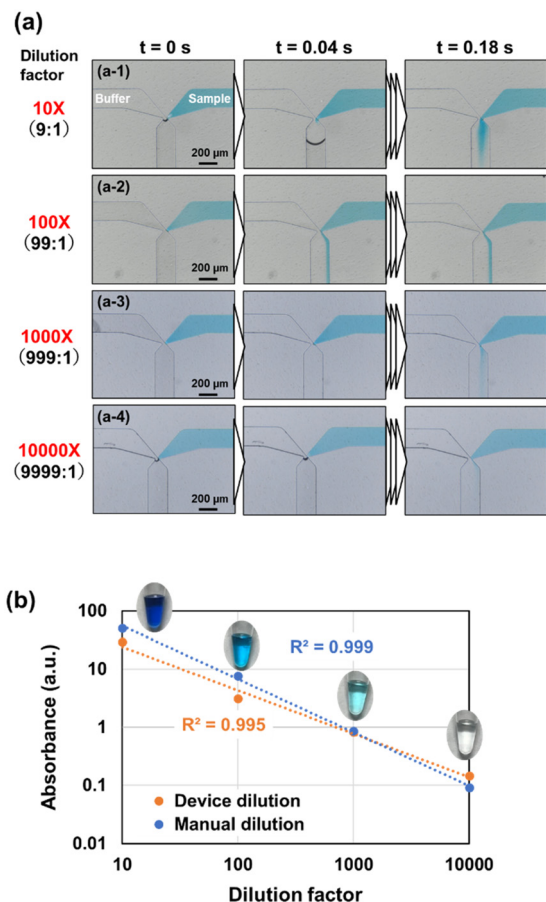 (a)
Dilution factor
t = 0 s
t = 0.04 s
t = 0.18 s
10X
(9:1)
(a-1)
Buffer
Sample
200 μm
100X
(99:1)
(a-2)
200 μm
1000X
(999:1)
(a-3)
200 μm
10000X
(9999:1)
(a-4)
200 μm
(b)
Absorbance (a.u.)
100
10
1
0.1
0.01
R² = 0.999
R² = 0.995
Device dilution
Manual dilution
10
100
1000
10000
Dilution factor